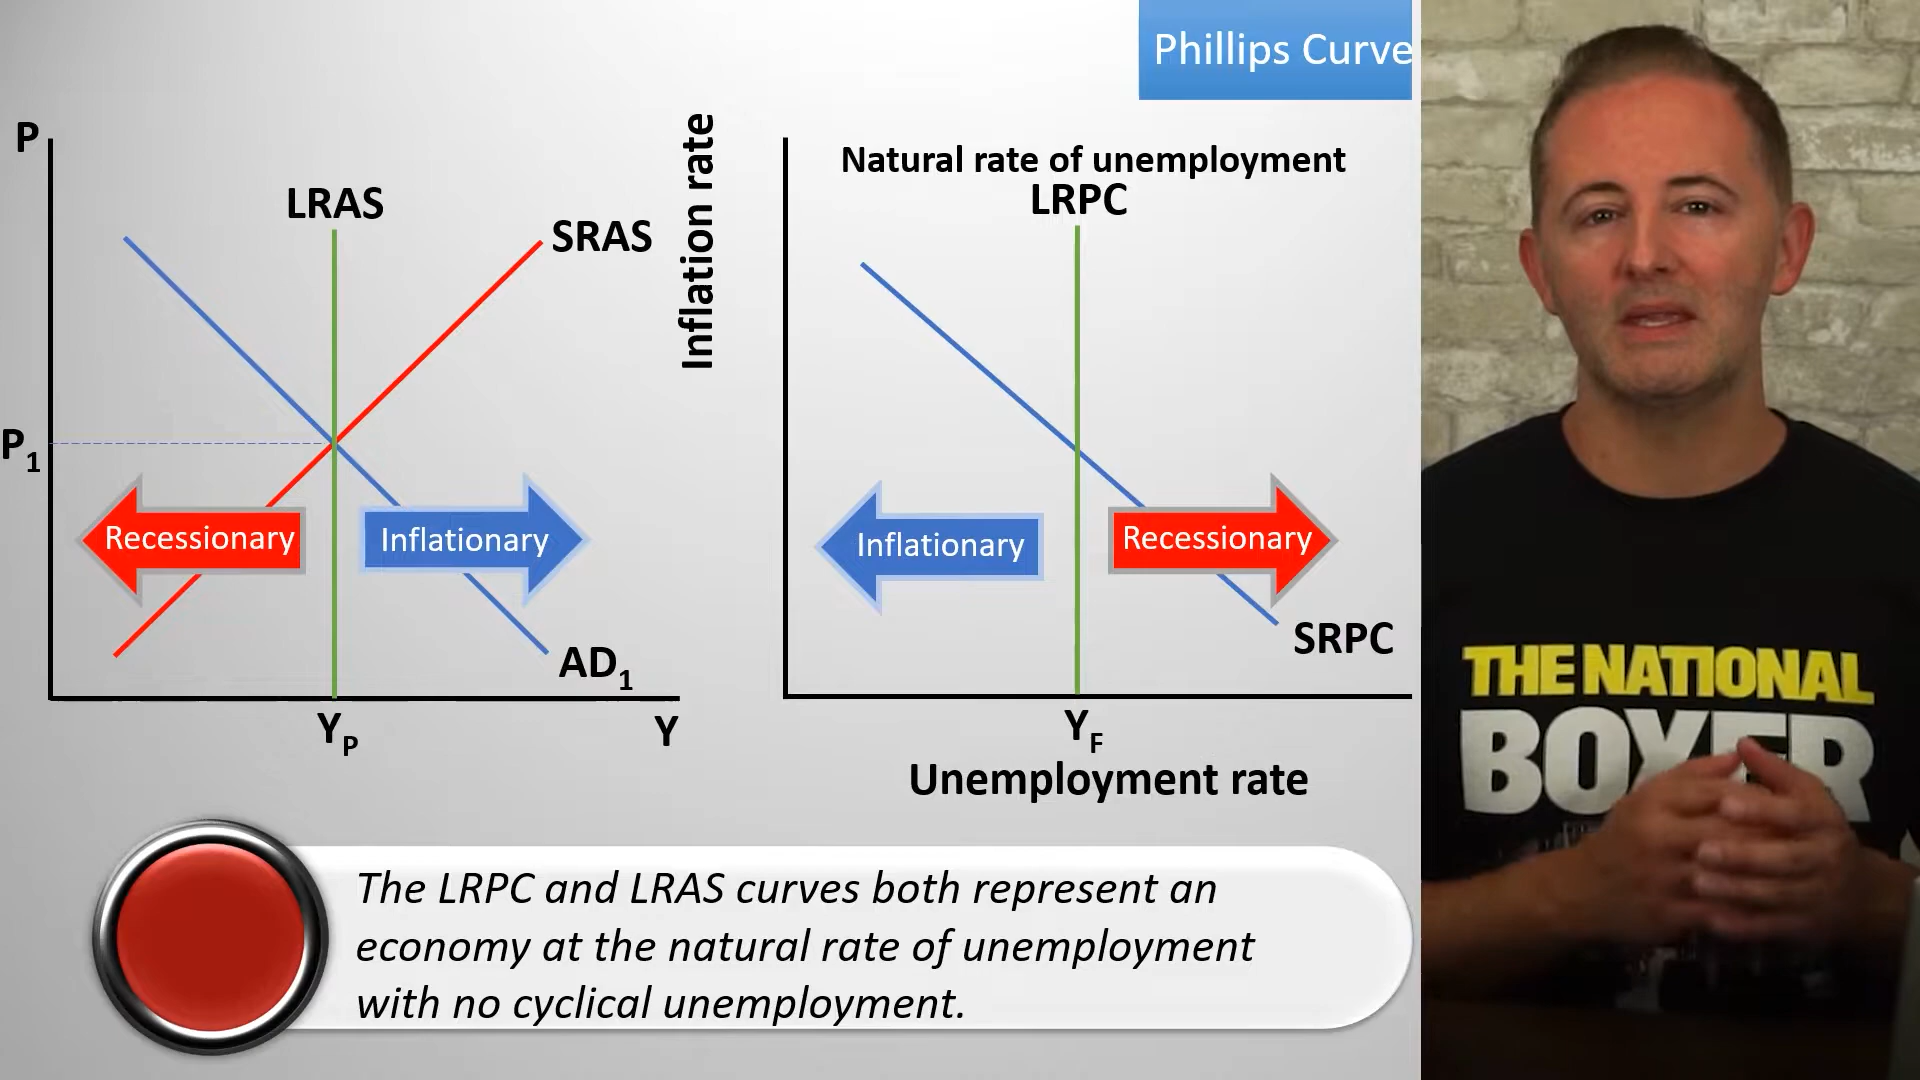 Phillips Curve
P
LRAS
SRAS
P1
Recessionary
Inflationary
AD1
YP
Y
Inflation rate
Natural rate of unemployment
LRPC
Inflationary
Recessionary
SRPC
YF
Unemployment rate
The LRPC and LRAS curves both represent an
economy at the natural rate of unemployment
with no cyclical unemployment.
THE NATIONAL
BOXER